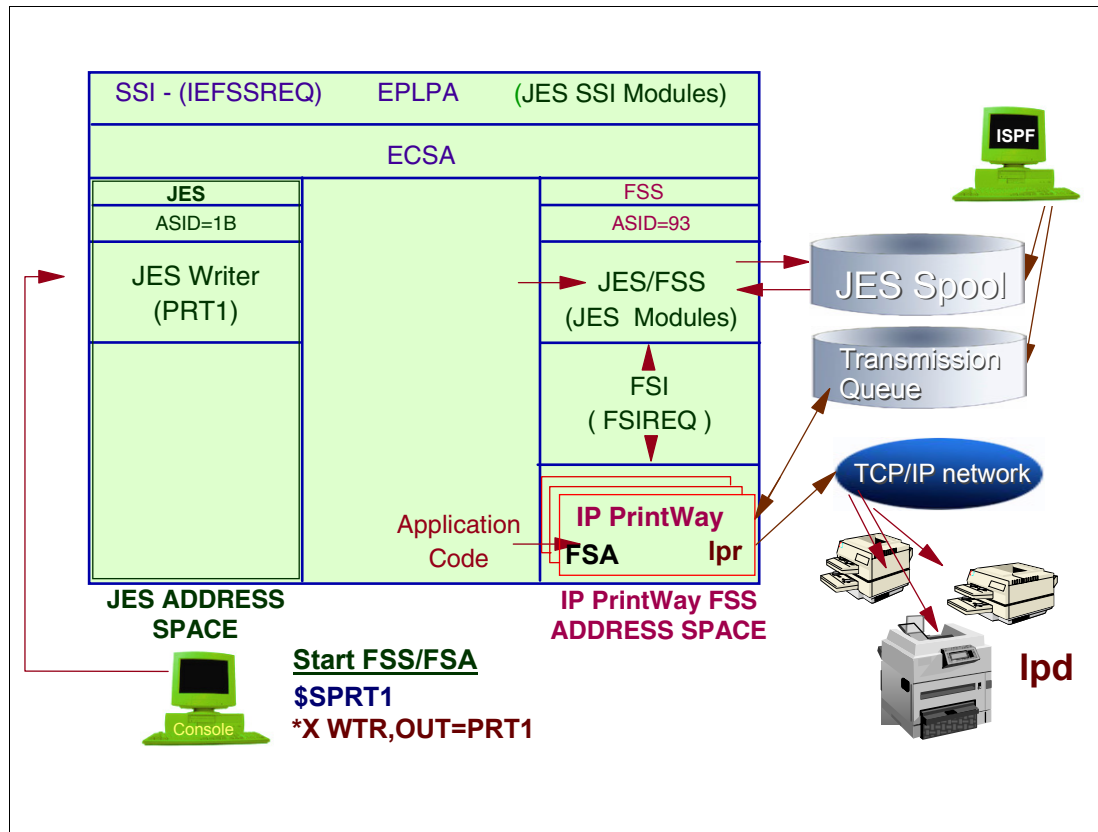 SSI - (IEFSSREQ) EPLPA (JES SSI Modules)
ECSA
JES
ASID=1B
JES Writer
(PRT1)
FSS
ASID=93
JES/FSS
(JES Modules)
FSI
( FSIREQ )
Application
Code
IP PrintWay
FSA lpr
JES ADDRESS
SPACE
IP PrintWay FSS
ADDRESS SPACE
ISPF
JES Spool
Transmission
Queue
TCP/IP network
lpd
Console
Start FSS/FSA
$SPRT1
*X WTR,OUT=PRT1